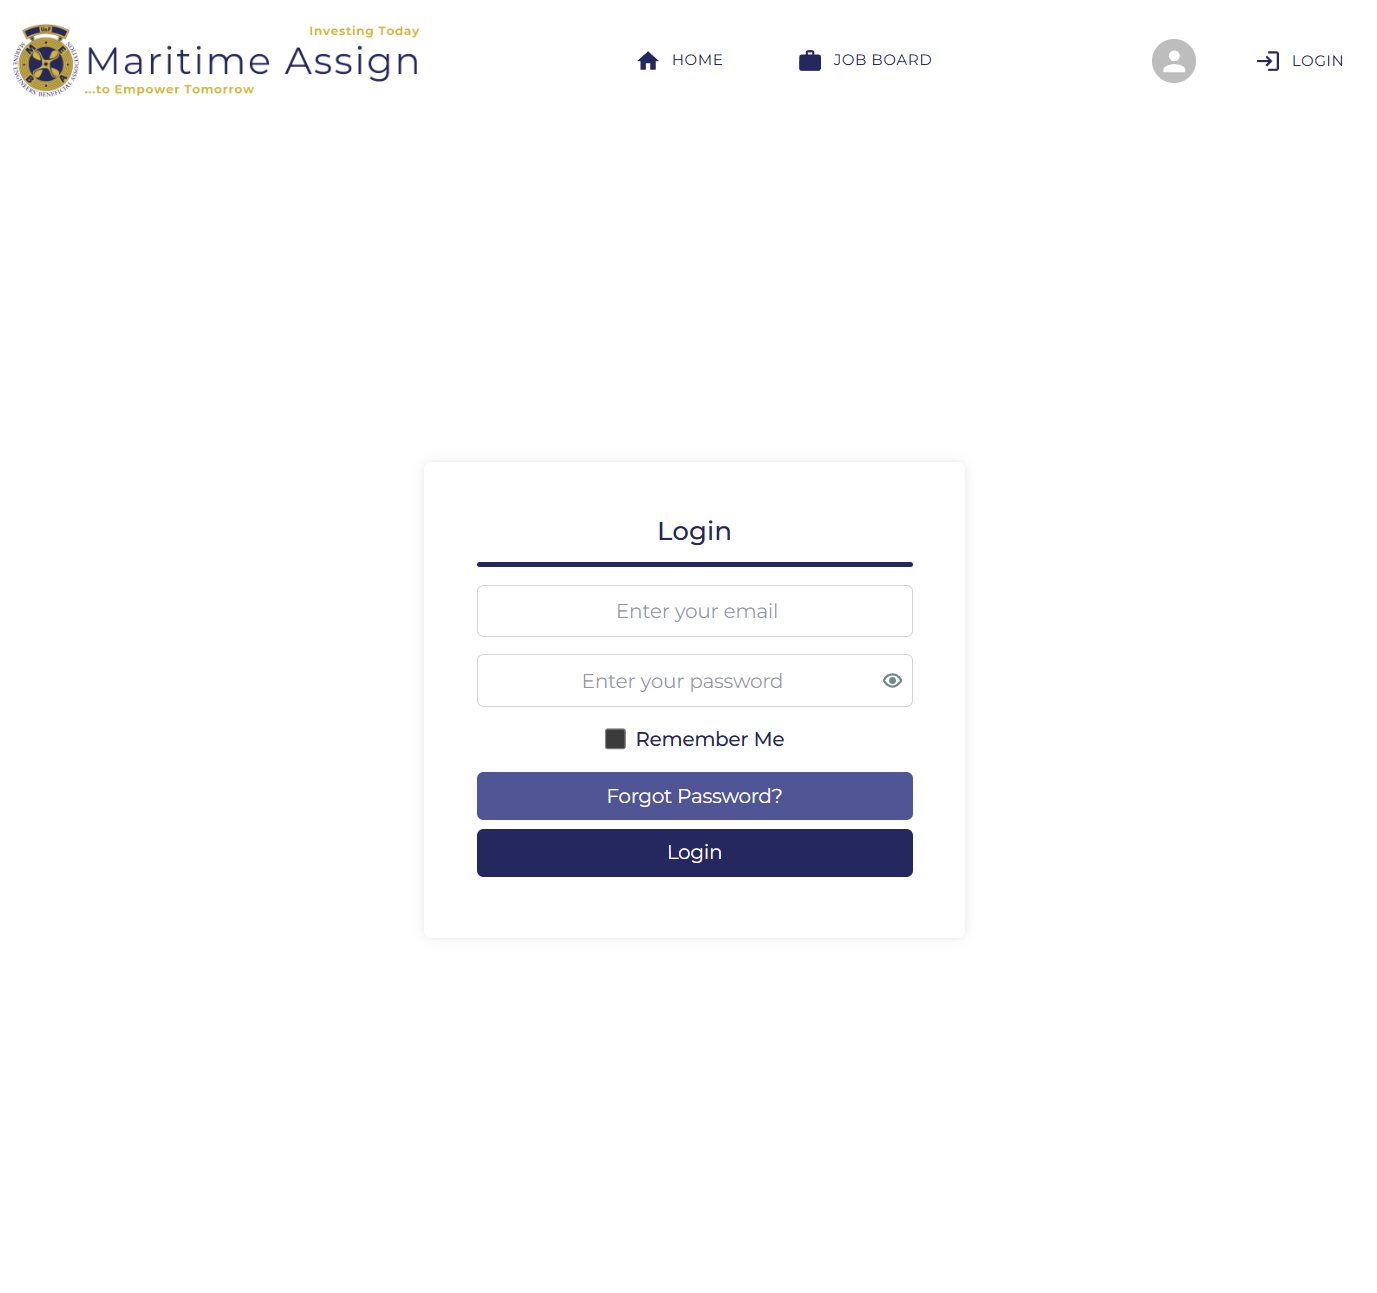 Investing Today
Maritime Assign
...to Empower Tomorrow
HOME
JOB BOARD
LOGIN
Login
Enter your email
Enter your password
Remember Me
Forgot Password?
Login